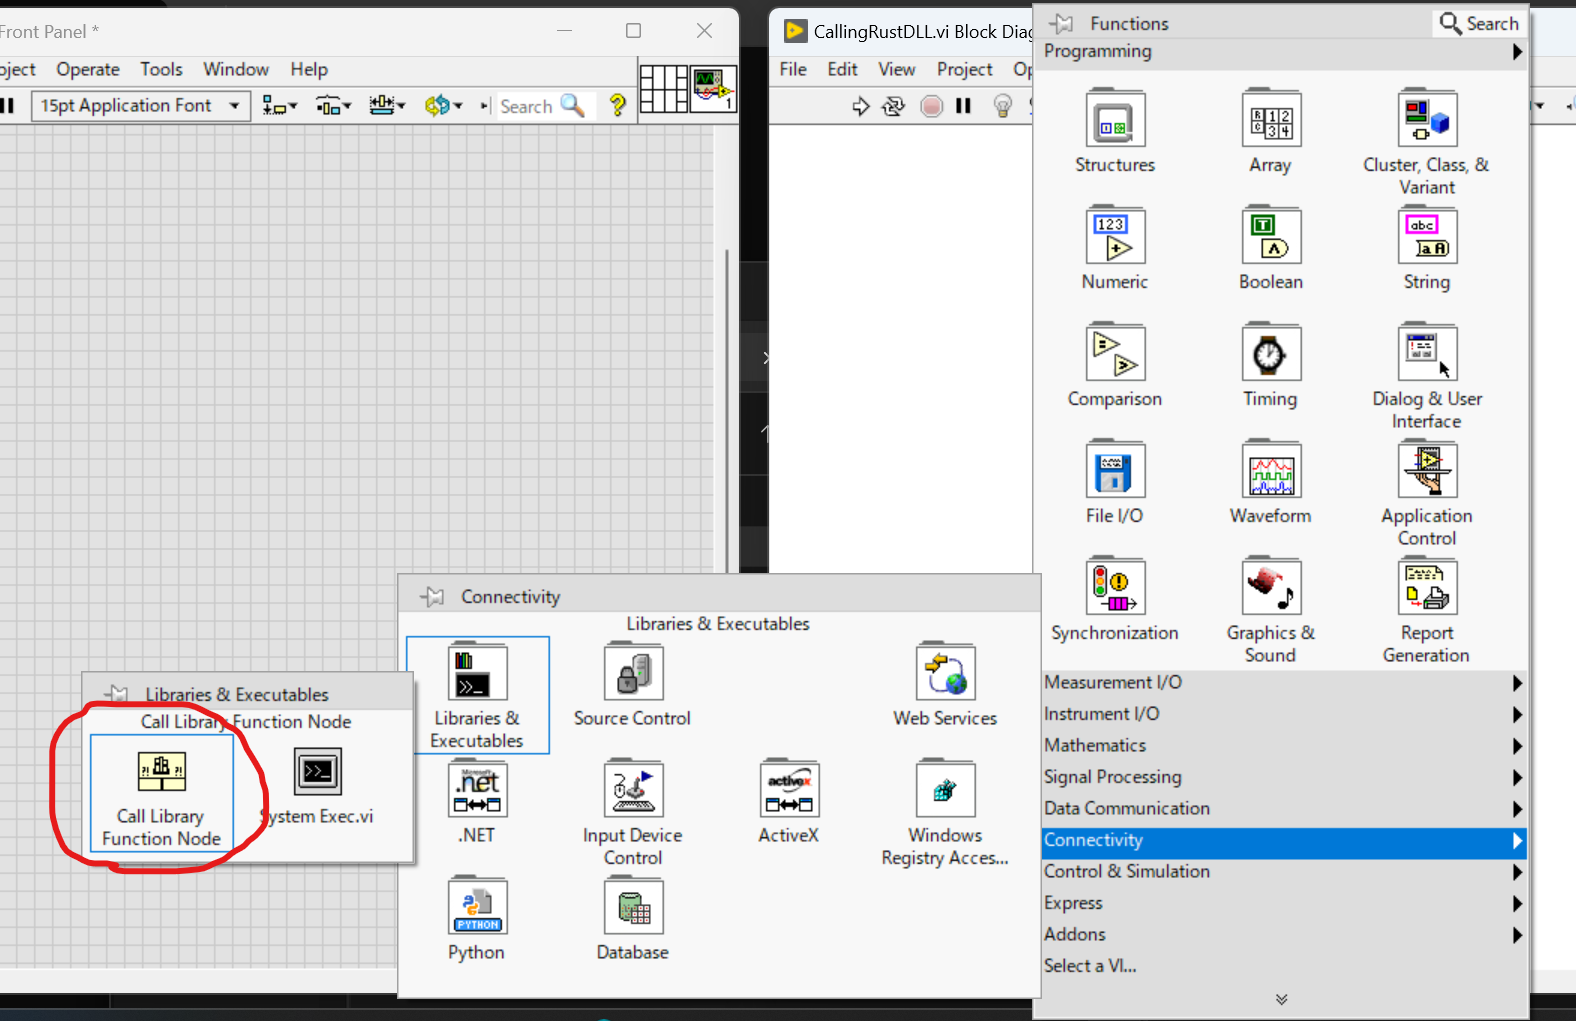 Front Panel *
oject Operate Tools Window Help
15pt Application Font
Search
1
CallingRustDLL.vi Block Dia
File Edit View Project Op
Functions
Search
Programming
Structures
Array
Cluster, Class, &
Variant
Numeric
Boolean
String
Comparison
Timing
Dialog & User
Interface
File I/O
Waveform
Application
Control
Synchronization
Graphics &
Sound
Report
Generation
Measurement I/O
Instrument I/O
Mathematics
Signal Processing
Data Communication
Connectivity
Control & Simulation
Express
Addons
Select a VI...
Connectivity
Libraries & Executables
Libraries &
Executables
Source Control
Web Services
Microsoft
.net
.NET
Input Device
Control
activex
ActiveX
Windows
Registry Acces...
PYTHON
Python
Database
Libraries & Executables
Call Library Function Node
Call Library
Function Node
System Exec.vi